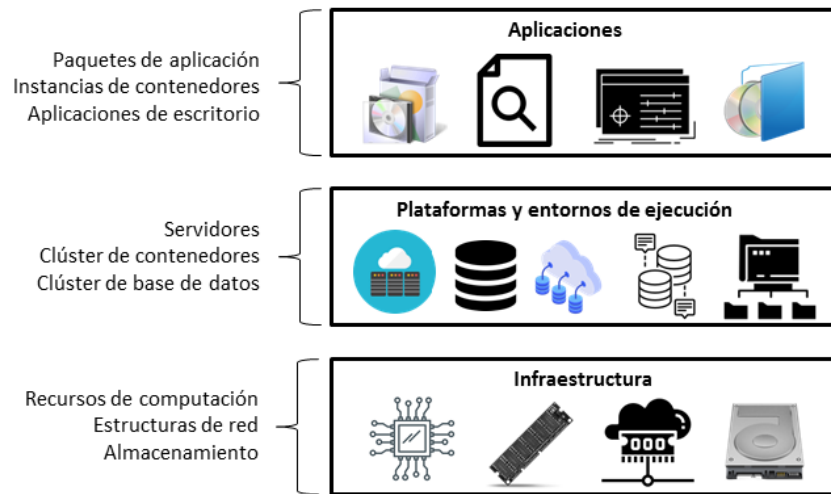 Aplicaciones
Paquetes de aplicación
Instancias de contenedores
Aplicaciones de escritorio
Plataformas y entornos de ejecución
Servidores
Clúster de contenedores
Clúster de base de datos
Infraestructura
Recursos de computación
Estructuras de red
Almacenamiento